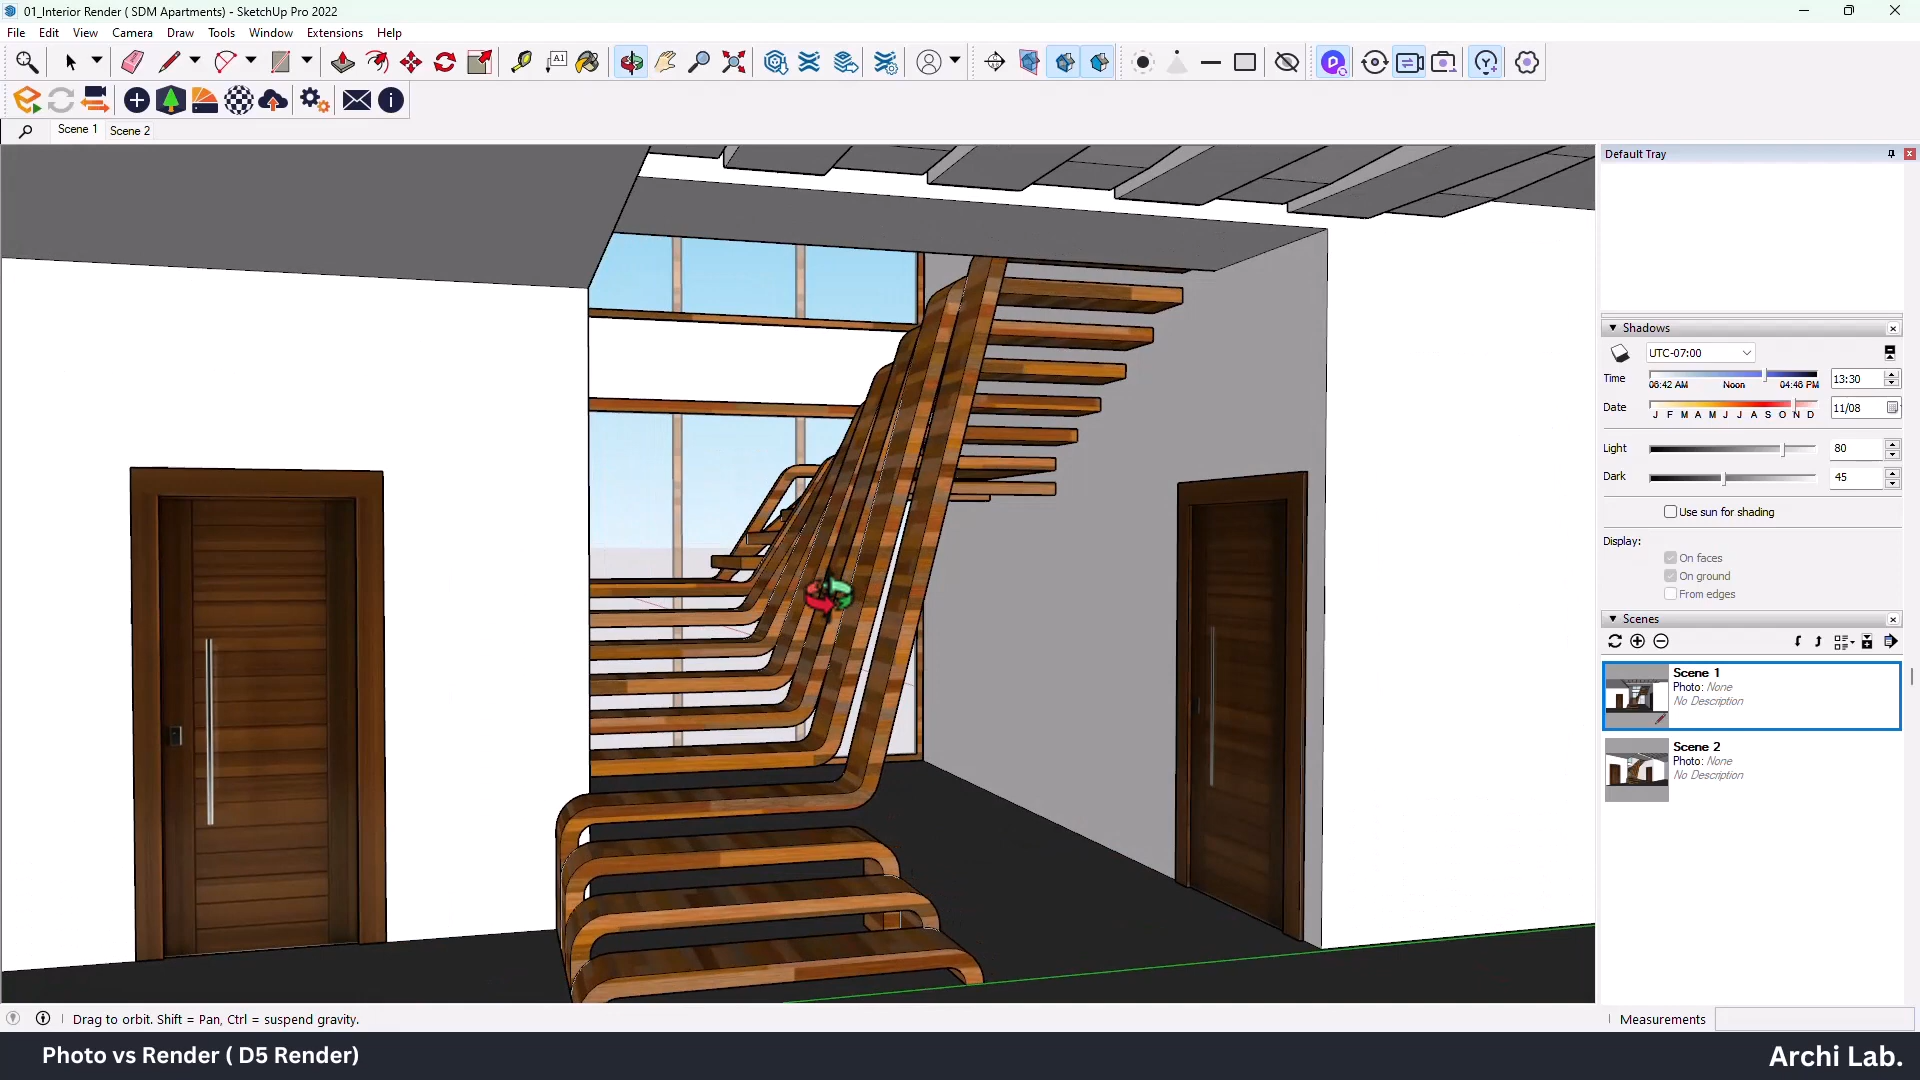 01_Interior Render ( SDM Apartments) - SketchUp Pro 2022
File Edit View Camera Draw Tools Window Extensions Help
A1
Scene 1 Scene 2
Default Tray
Shadows
UTC-07:00
Time 06:42 AM Noon 04:46 PM 13:30
Date J F M A M J J A S O N D 11/08
Light 80
Dark 45
Use sun for shading
Display:
On faces
On ground
From edges
Scenes
Scene 1
Photo: None
No Description
Scene 2
Photo: None
No Description
Drag to orbit. Shift = Pan, Ctrl = suspend gravity.
Measurements
Photo vs Render ( D5 Render)
Archi Lab.